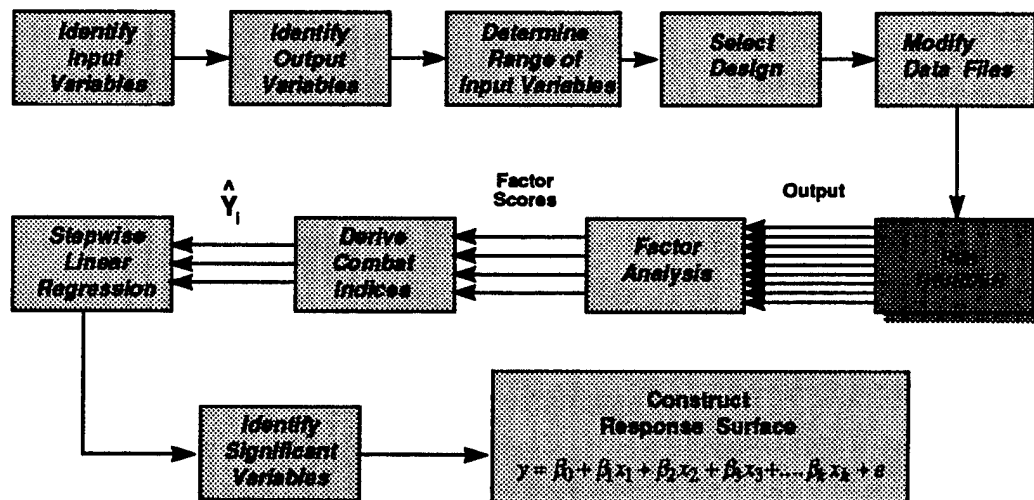 Identify
Input
Variables
Identify
Output
Variables
Determine
Range of
Input Variables
Select
Design
Modify
Data Files
Output
Factor
Scores
Ŷi
Factor
Analysis
Derive
Combat
Indices
Stepwise
Linear
Regression
Identify
Significant
Variables
Construct
Response Surface
y = β0 + β1x1 + β2x2 + β3x3+....βkxk + e